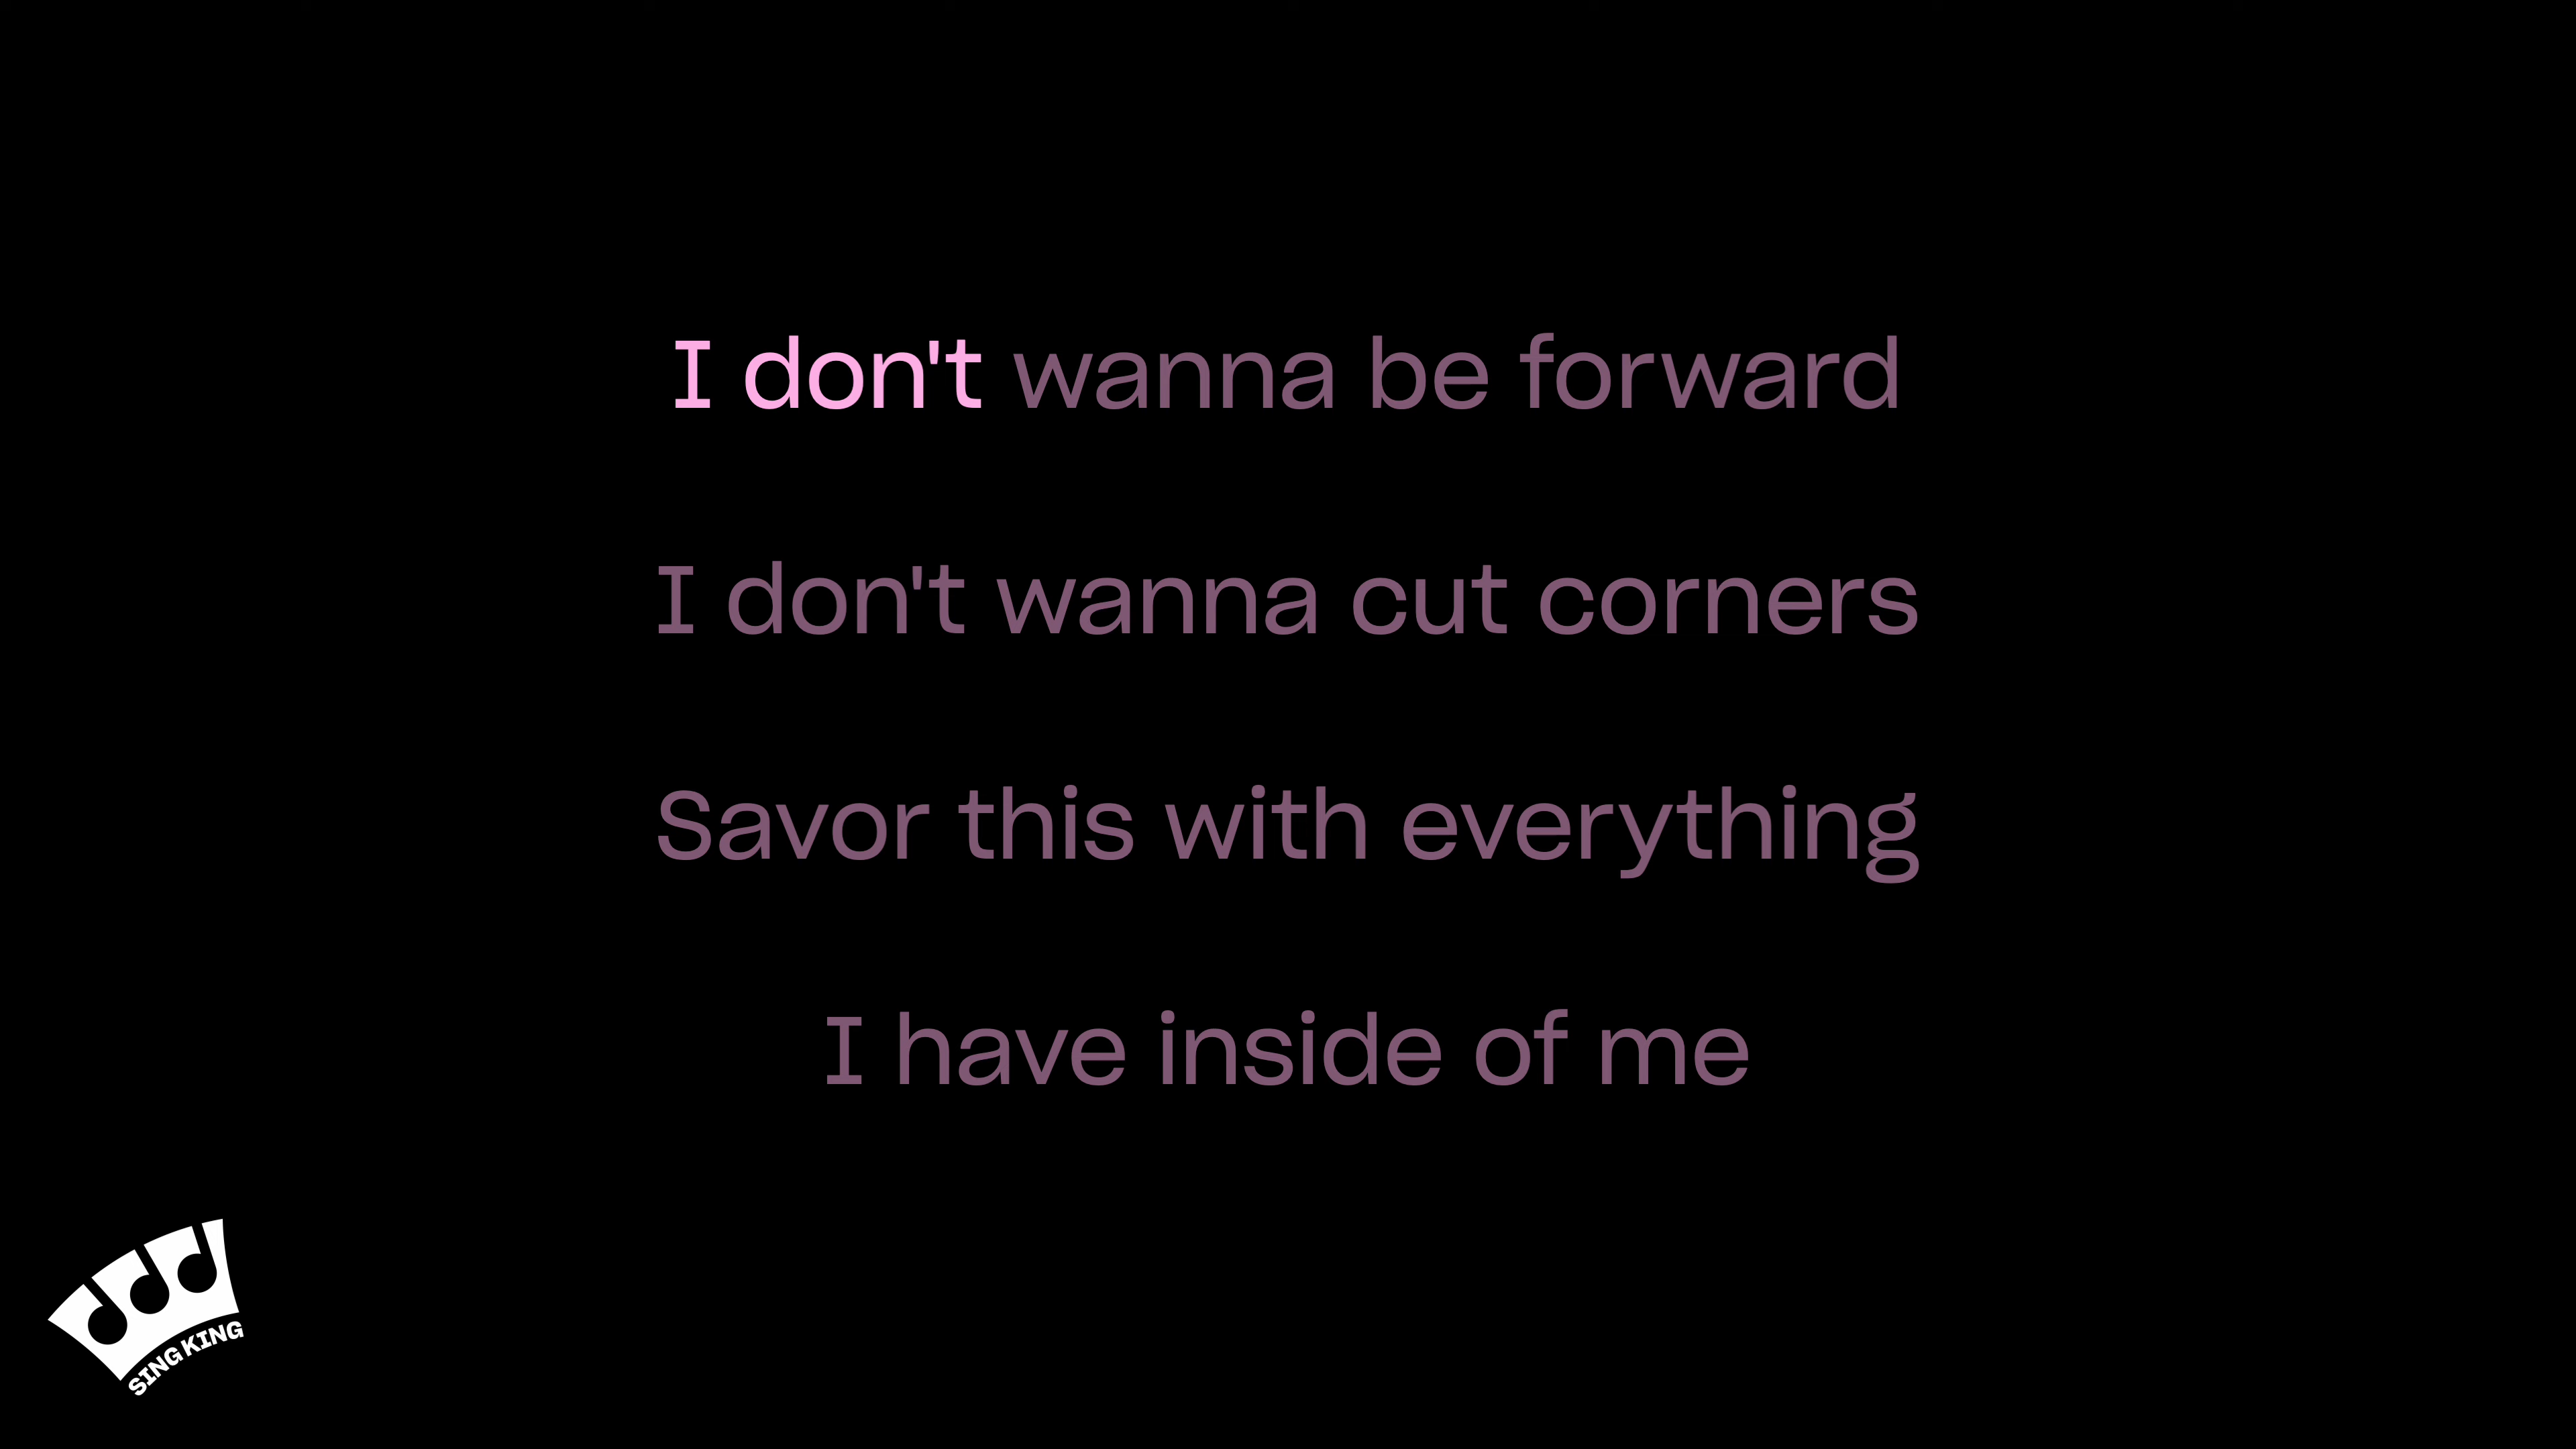 I don't wanna be forward
I don't wanna cut corners
Savor this with everything
I have inside of me
SING KING